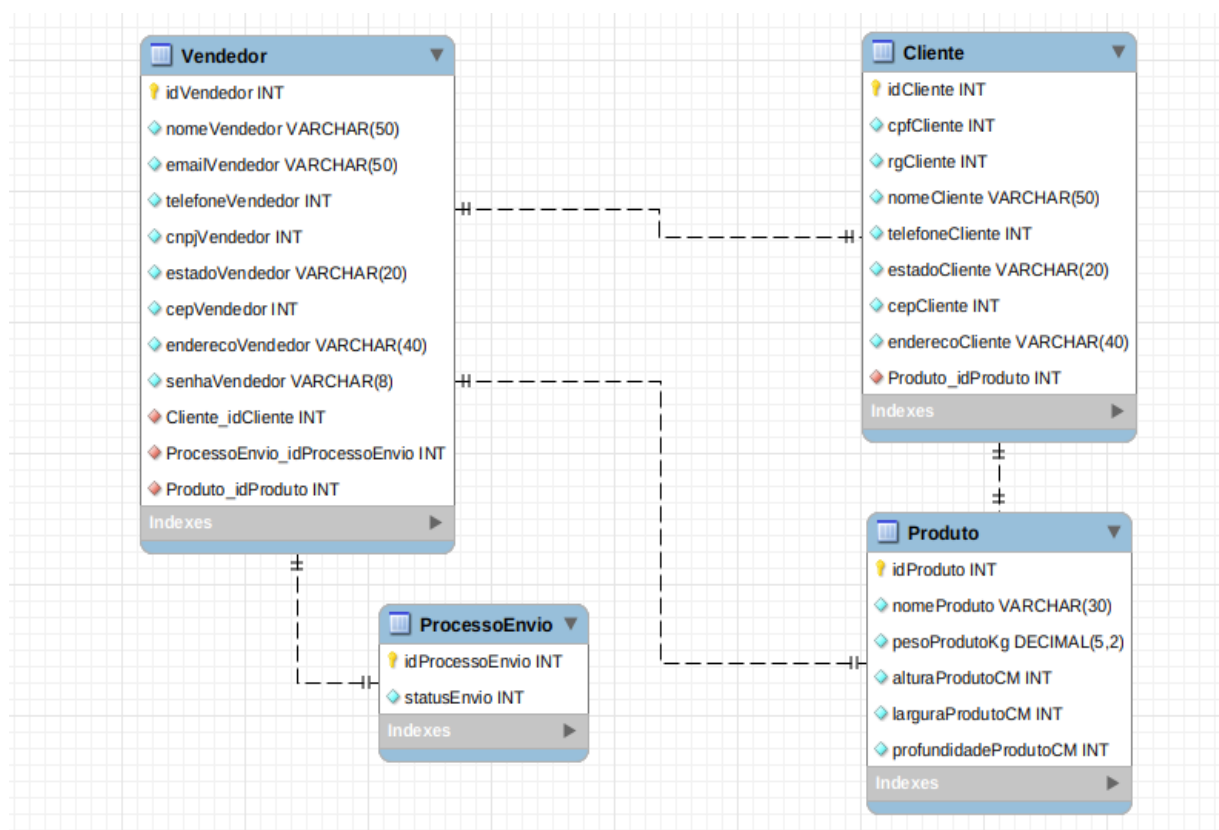 Vendedor
idVendedor INT
nomeVendedor VARCHAR(50)
emailVendedor VARCHAR(50)
telefoneVendedor INT
cnpjVendedor INT
estadoVendedor VARCHAR(20)
cepVendedor INT
enderecoVendedor VARCHAR(40)
senhaVendedor VARCHAR(8)
Cliente_idCliente INT
ProcessoEnvio_idProcessoEnvio INT
Produto_idProduto INT
Indexes
Cliente
idCliente INT
cpfCliente INT
rgCliente INT
nomeCliente VARCHAR(50)
telefoneCliente INT
estadoCliente VARCHAR(20)
cepCliente INT
enderecoCliente VARCHAR(40)
Produto_idProduto INT
Indexes
ProcessoEnvio
idProcessoEnvio INT
statusEnvio INT
Indexes
Produto
idProduto INT
nomeProduto VARCHAR(30)
pesoProdutoKg DECIMAL(5,2)
alturaProdutoCM INT
larguraProdutoCM INT
profundidadeProdutoCM INT
Indexes